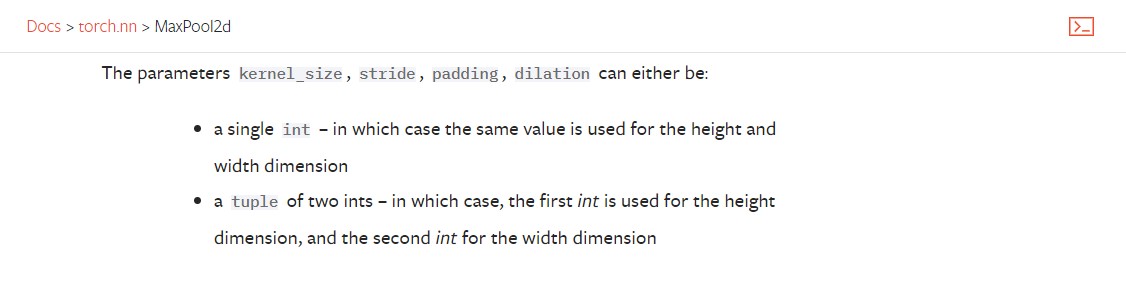 Docs > torch.nn > MaxPool2d
>_
The parameters kernel_size, stride, padding, dilation can either be:
• a single int – in which case the same value is used for the height and
width dimension
• a tuple of two ints – in which case, the first int is used for the height
dimension, and the second int for the width dimension